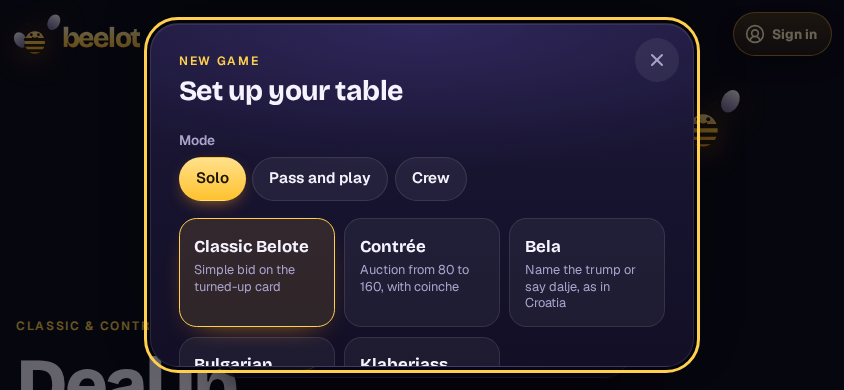 beelot
Sign in
NEW GAME
Set up your table
Mode
Solo
Pass and play
Crew
Classic Belote
Simple bid on the
turned-up card
Contrée
Auction from 80 to
160, with coinche
Bela
Name the trump or
say dalje, as in
Croatia
CLASSIC & CONTR
Bulgarian
Klaberjass
Deal